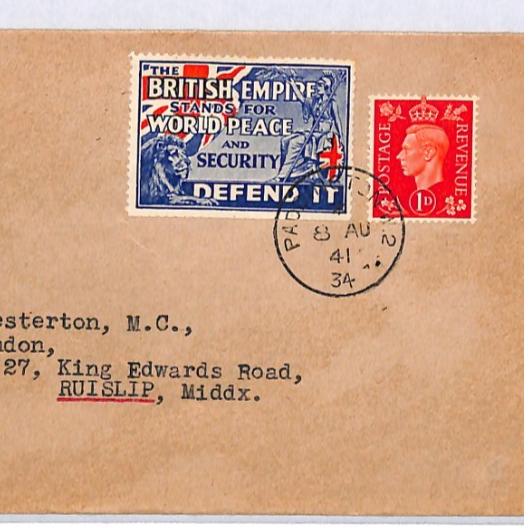 "THE
BRITISH EMPIRE
STANDS FOR
WORLD PEACE
AND
SECURITY
DEFEND IT
POSTAGE
REVENUE
1D
8 AU
41
34
esterton, M.C.,
ndon,
27, King Edwards Road,
RUISLIP, Middx.